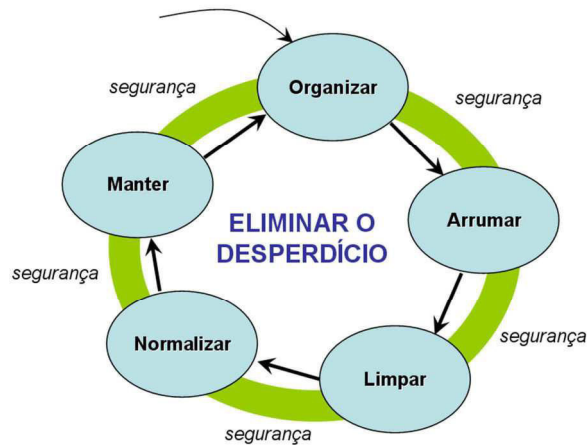 Organizar
segurança
segurança
Manter
Arrumar
ELIMINAR O
DESPERDÍCIO
segurança
segurança
Normalizar
Limpar
segurança